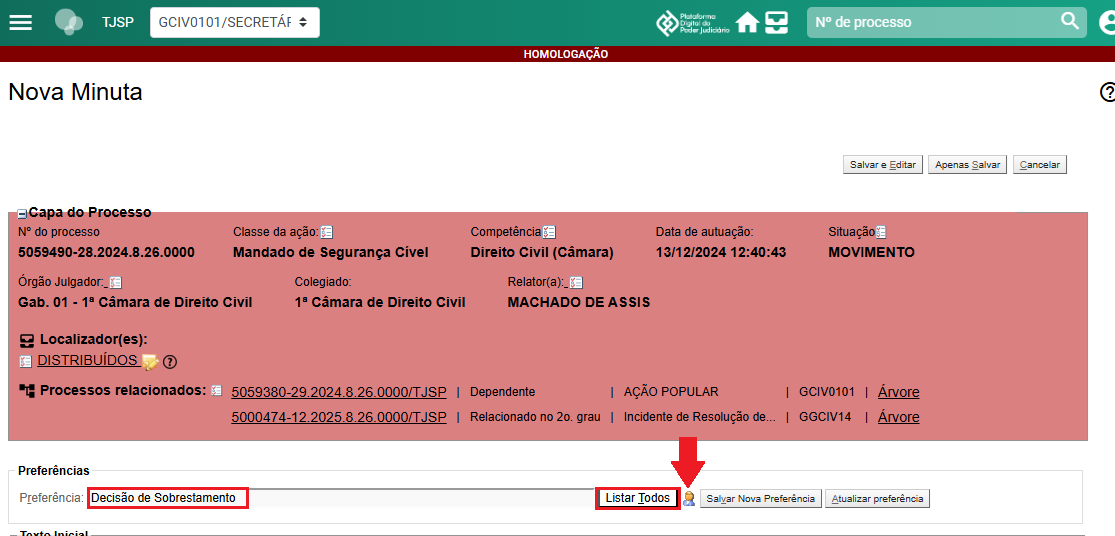 TJSP GCIV0101/SECRETÁF Plataforma Digital do Poder Judiciário Nº de processo
HOMOLOGAÇÃO
Nova Minuta
Salvar e Editar Apenas Salvar Cancelar
Capa do Processo
Nº do processo Classe da ação: Competência Data de autuação: Situação
5059490-28.2024.8.26.0000 Mandado de Segurança Cível Direito Civil (Câmara) 13/12/2024 12:40:43 MOVIMENTO
Órgão Julgador: Colegiado: Relator(a):
Gab. 01 - 1ª Câmara de Direito Civil 1ª Câmara de Direito Civil MACHADO DE ASSIS
Localizador(es):
DISTRIBUÍDOS
Processos relacionados: 5059380-29.2024.8.26.0000/TJSP | Dependente | AÇÃO POPULAR | GCIV0101 | Árvore
5000474-12.2025.8.26.0000/TJSP | Relacionado no 2o. grau | Incidente de Resolução de... | GGCIV14 | Árvore
Preferências
Preferência: Decisão de Sobrestamento Listar Todos Salvar Nova Preferência Atualizar preferência
Texto Inicial